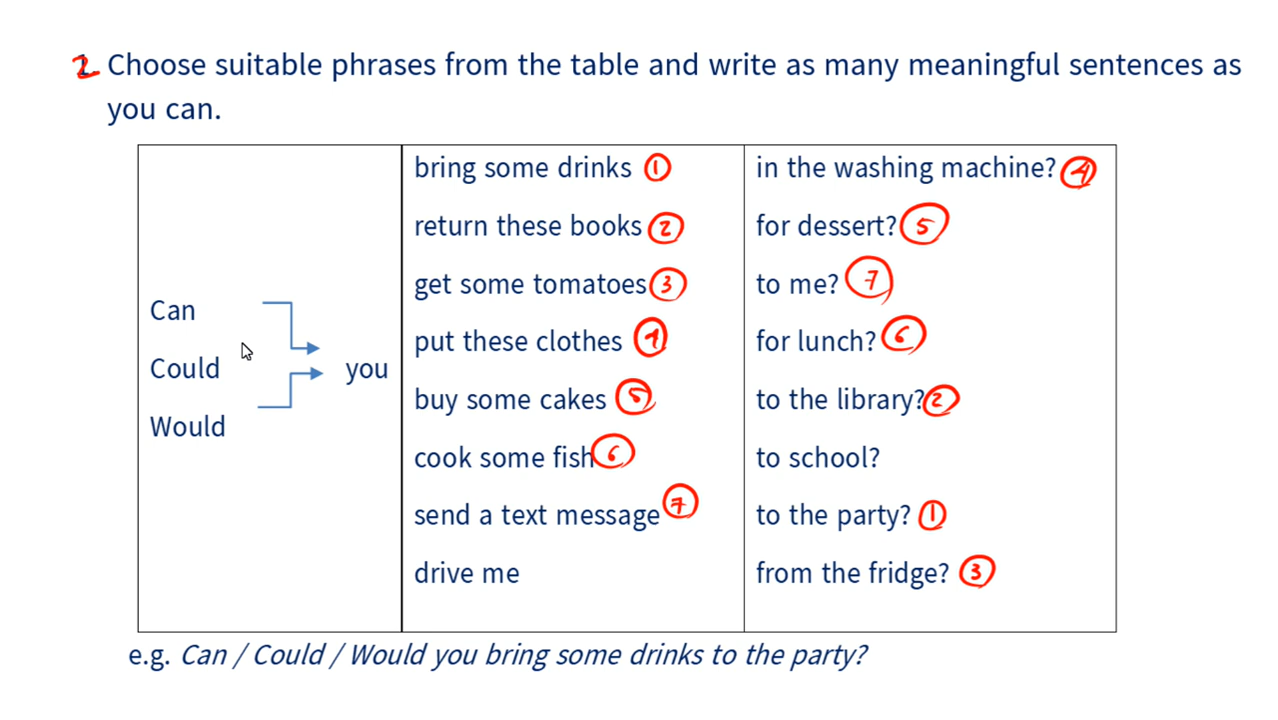 2. Choose suitable phrases from the table and write as many meaningful sentences as
you can.
Can
Could
Would
you
bring some drinks 1
return these books 2
get some tomatoes 3
put these clothes 4
buy some cakes 5
cook some fish 6
send a text message 7
drive me
in the washing machine? 4
for dessert? 5
to me? 7
for lunch? 6
to the library? 2
to school?
to the party? 1
from the fridge? 3
e.g. Can / Could / Would you bring some drinks to the party?